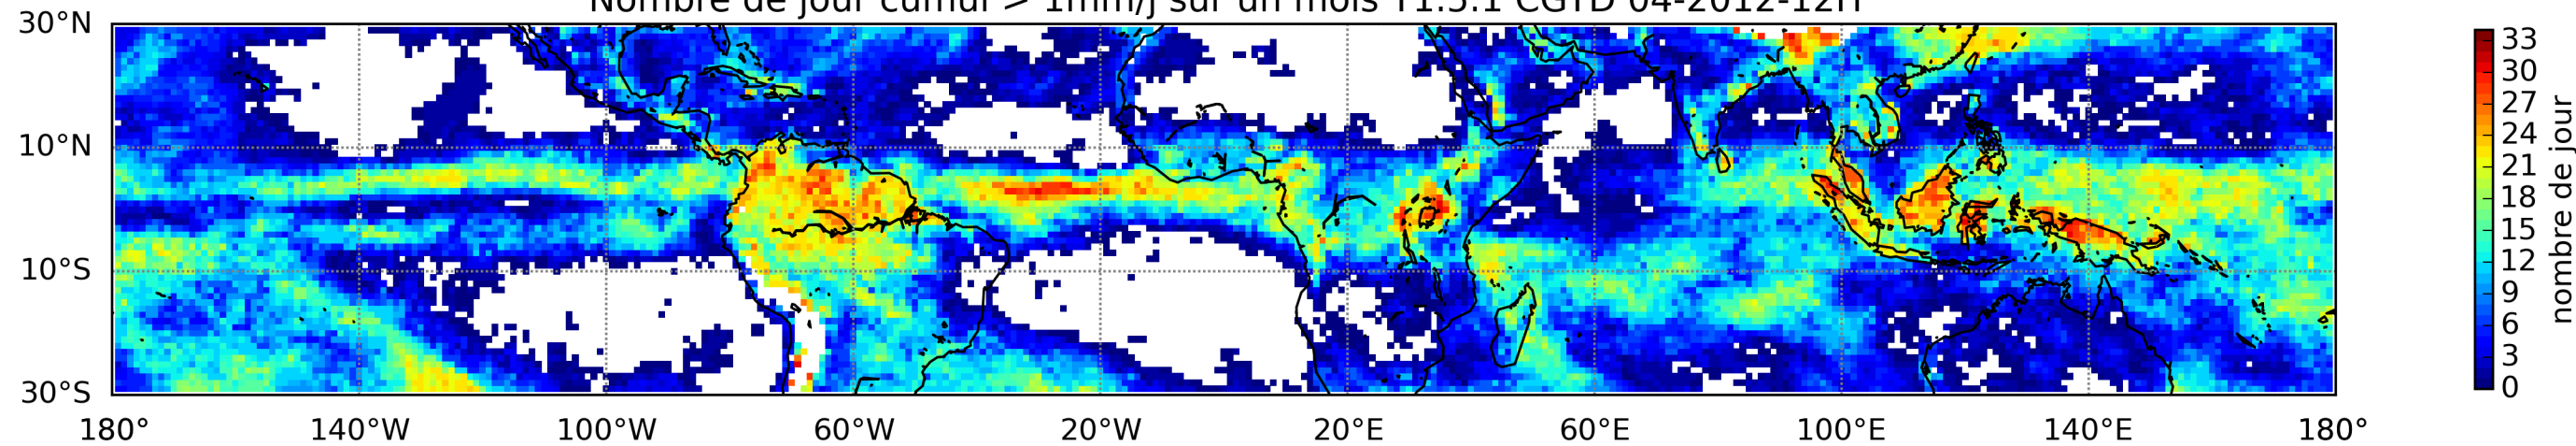 Nombre de jour cumul > 1mm/j sur un mois T1.5.1 CGTD 04-2012-12H
30°N
10°N
10°S
30°S
180° 140°W 100°W 60°W 20°W 20°E 60°E 100°E 140°E 180°
33
30
27
24
21
18
15
12
9
6
3
0
nombre de jour